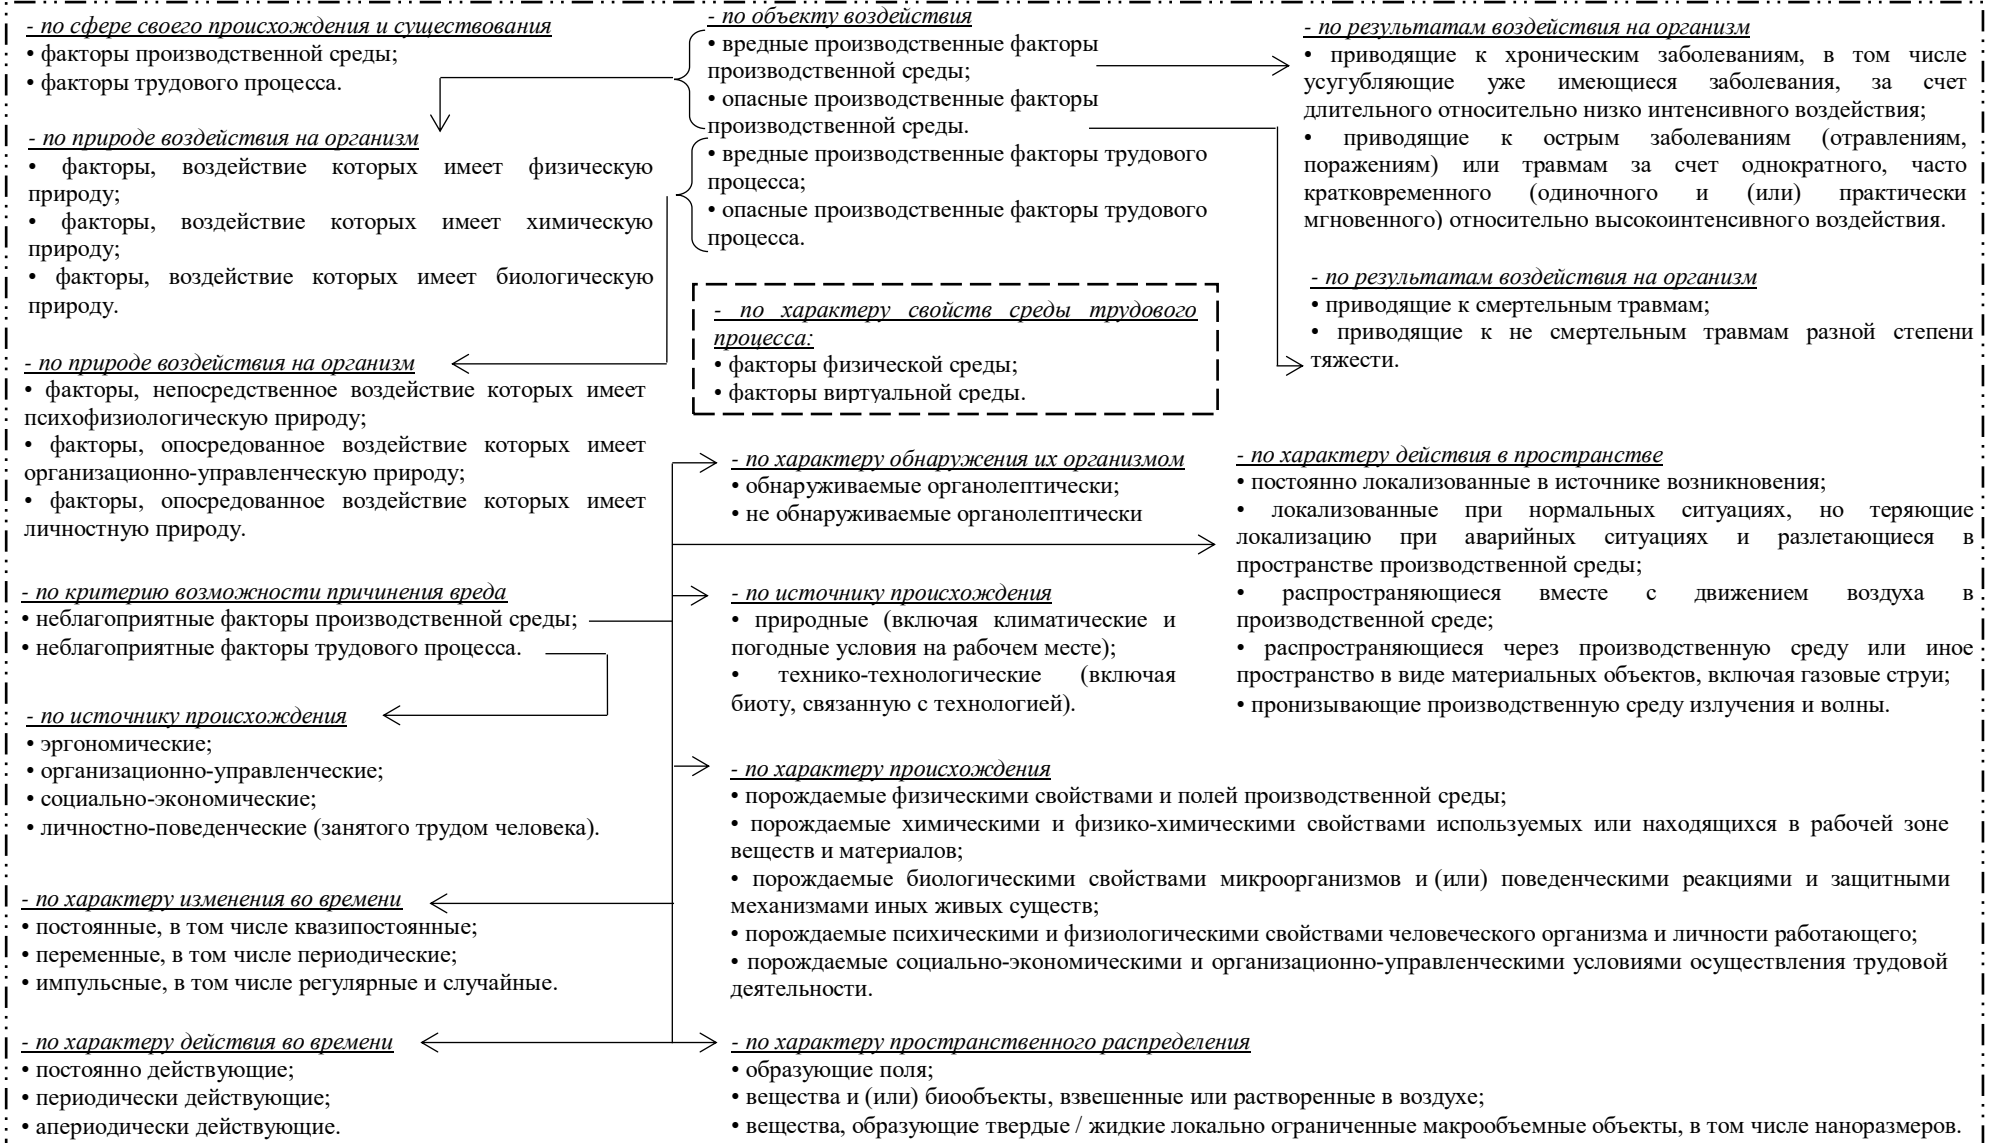 - по сфере своего происхождения и существования
• факторы производственной среды;
• факторы трудового процесса.
- по природе воздействия на организм
• факторы, воздействие которых имеет физическую
природу;
• факторы, воздействие которых имеет химическую
природу;
• факторы, воздействие которых имеет биологическую
природу.
- по природе воздействия на организм
• факторы, непосредственное воздействие которых имеет
психофизиологическую природу;
• факторы, опосредованное воздействие которых имеет
организационно-управленческую природу;
• факторы, опосредованное воздействие которых имеет
личностную природу.
- по критерию возможности причинения вреда
• неблагоприятные факторы производственной среды;
• неблагоприятные факторы трудового процесса.
- по источнику происхождения
• эргономические;
• организационно-управленческие;
• социально-экономические;
• личностно-поведенческие (занятого трудом человека).
- по характеру изменения во времени
• постоянные, в том числе квазипостоянные;
• переменные, в том числе периодические;
• импульсные, в том числе регулярные и случайные.
- по характеру действия во времени
• постоянно действующие;
• периодически действующие;
• апериодически действующие.
- по объекту воздействия
• вредные производственные факторы
производственной среды;
• опасные производственные факторы
производственной среды.
• вредные производственные факторы трудового
процесса;
• опасные производственные факторы трудового
процесса.
- по характеру свойств среды трудового
процесса:
• факторы физической среды;
• факторы виртуальной среды.
- по характеру обнаружения их организмом
• обнаруживаемые органолептически;
• не обнаруживаемые органолептически
- по источнику происхождения
• природные (включая климатические и
погодные условия на рабочем месте);
• технико-технологические (включая
биоту, связанную с технологией).
- по результатам воздействия на организм
• приводящие к хроническим заболеваниям, в том числе
усугубляющие уже имеющиеся заболевания, за счет
длительного относительно низко интенсивного воздействия;
• приводящие к острым заболеваниям (отравлениям,
поражениям) или травмам за счет однократного, часто
кратковременного (одиночного и (или) практически
мгновенного) относительно высокоинтенсивного воздействия.
- по результатам воздействия на организм
• приводящие к смертельным травмам;
• приводящие к не смертельным травмам разной степени
тяжести.
- по характеру действия в пространстве
• постоянно локализованные в источнике возникновения;
• локализованные при нормальных ситуациях, но теряющие
локализацию при аварийных ситуациях и разлетающиеся в
пространстве производственной среды;
• распространяющиеся вместе с движением воздуха в
производственной среде;
• распространяющиеся через производственную среду или иное
пространство в виде материальных объектов, включая газовые струи;
• пронизывающие производственную среду излучения и волны.
- по характеру происхождения
• порождаемые физическими свойствами и полей производственной среды;
• порождаемые химическими и физико-химическими свойствами используемых или находящихся в рабочей зоне
веществ и материалов;
• порождаемые биологическими свойствами микроорганизмов и (или) поведенческими реакциями и защитными
механизмами иных живых существ;
• порождаемые психическими и физиологическими свойствами человеческого организма и личности работающего;
• порождаемые социально-экономическими и организационно-управленческими условиями осуществления трудовой
деятельности.
- по характеру пространственного распределения
• образующие поля;
• вещества и (или) биообъекты, взвешенные или растворенные в воздухе;
• вещества, образующие твердые / жидкие локально ограниченные макрообъемные объекты, в том числе наноразмеров.